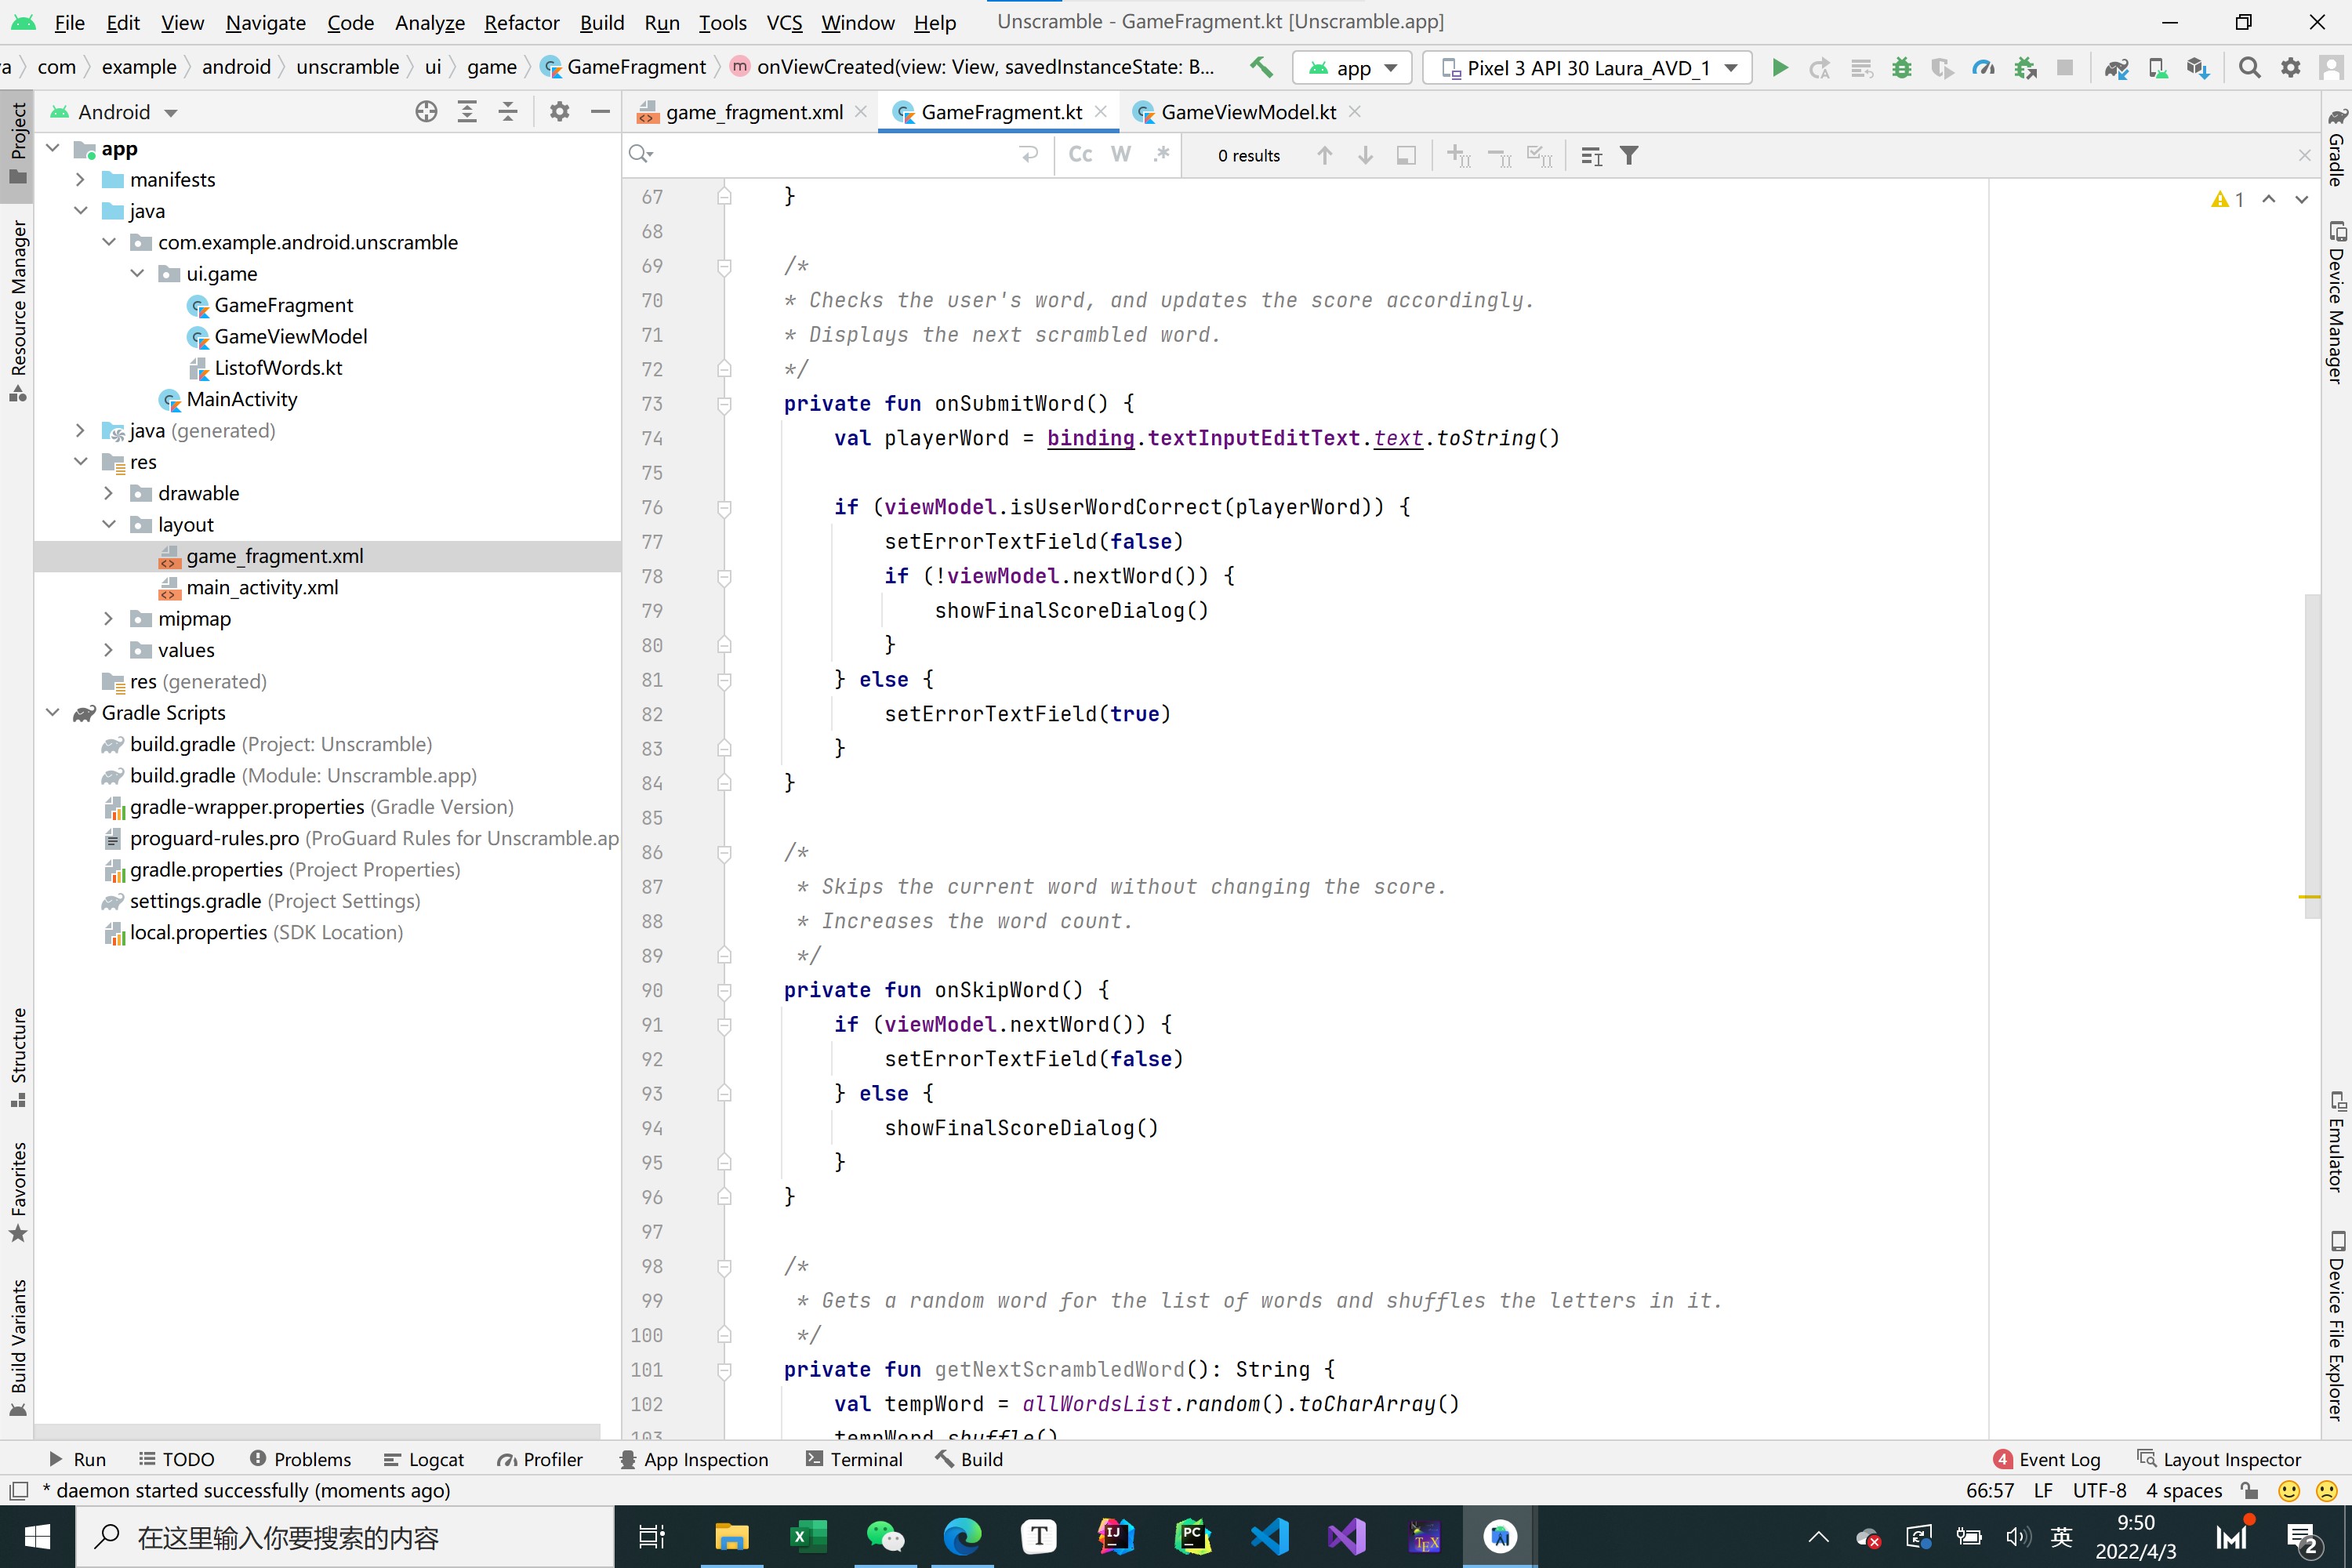 File Edit View Navigate Code Analyze Refactor Build Run Tools VCS Window Help Unscramble - GameFragment.kt [Unscramble.app]
a com example android unscramble ui game GameFragment onViewCreated(view: View, savedInstanceState: B... app Pixel 3 API 30 Laura_AVD_1
Project
Resource Manager
Structure
Favorites
Build Variants
Android
app
manifests
java
com.example.android.unscramble
ui.game
GameFragment
GameViewModel
ListofWords.kt
MainActivity
java (generated)
res
drawable
layout
game_fragment.xml
main_activity.xml
mipmap
values
res (generated)
Gradle Scripts
build.gradle (Project: Unscramble)
build.gradle (Module: Unscramble.app)
gradle-wrapper.properties (Gradle Version)
proguard-rules.pro (ProGuard Rules for Unscramble.ap
gradle.properties (Project Properties)
settings.gradle (Project Settings)
local.properties (SDK Location)
game_fragment.xml GameFragment.kt GameViewModel.kt
Cc W .* 0 results
1
67 }
68
69 /*
70 * Checks the user's word, and updates the score accordingly.
71 * Displays the next scrambled word.
72 */
73 private fun onSubmitWord() {
74 val playerWord = binding.textInputEditText.text.toString()
75
76 if (viewModel.isUserWordCorrect(playerWord)) {
77 setErrorTextField(false)
78 if (!viewModel.nextWord()) {
79 showFinalScoreDialog()
80 }
81 } else {
82 setErrorTextField(true)
83 }
84 }
85
86 /*
87 * Skips the current word without changing the score.
88 * Increases the word count.
89 */
90 private fun onSkipWord() {
91 if (viewModel.nextWord()) {
92 setErrorTextField(false)
93 } else {
94 showFinalScoreDialog()
95 }
96 }
97
98 /*
99 * Gets a random word for the list of words and shuffles the letters in it.
100 */
101 private fun getNextScrambledWord(): String {
102 val tempWord = allWordsList.random().toCharArray()
103 tempWord.shuffle()
Gradle
Device Manager
Emulator
Device File Explorer
Run TODO Problems Logcat Profiler App Inspection Terminal Build 4 Event Log Layout Inspector
* daemon started successfully (moments ago) 66:57 LF UTF-8 4 spaces
在这里输入你要搜索的内容 英 9:50
2022/4/3
2